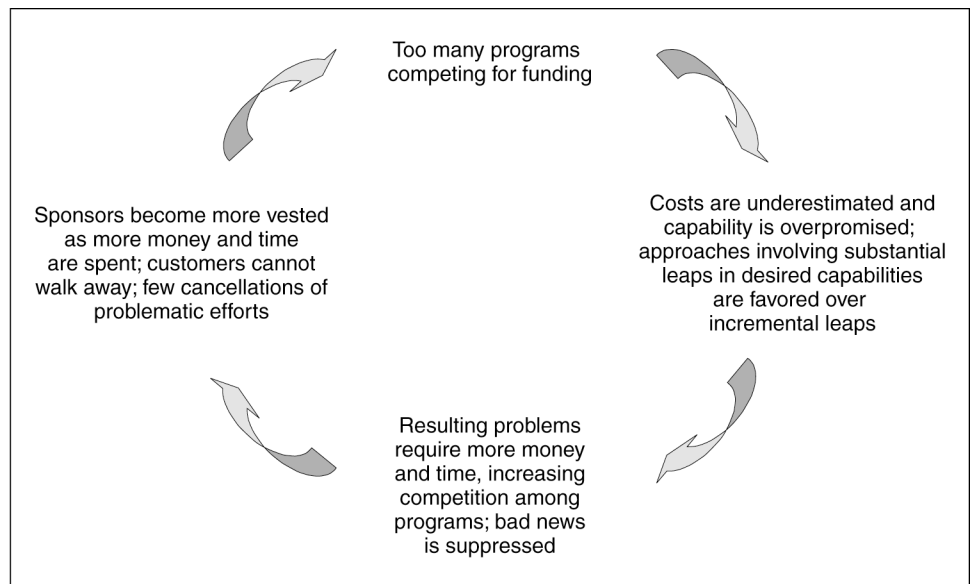 Too many programs
competing for funding
Costs are underestimated and
capability is overpromised;
approaches involving substantial
leaps in desired capabilities
are favored over
incremental leaps
Resulting problems
require more money
and time, increasing
competition among
programs; bad news
is suppressed
Sponsors become more vested
as more money and time
are spent; customers cannot
walk away; few cancellations of
problematic efforts